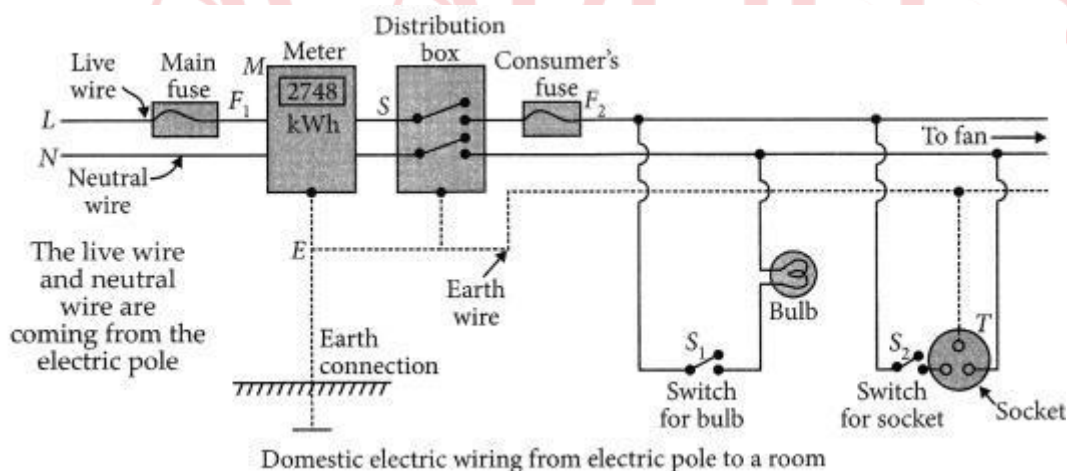 Distribution
box
Meter
Consumer's
fuse
Live
wire
Main
fuse
M
2748
kWh
L
F1
S
F2
N
To fan
Neutral
wire
The live wire
and neutral
wire are
coming from the
electric pole
E
Earth
wire
Bulb
Earth
connection
S1
Switch
for bulb
S2
T
Switch
for socket
Socket
Domestic electric wiring from electric pole to a room